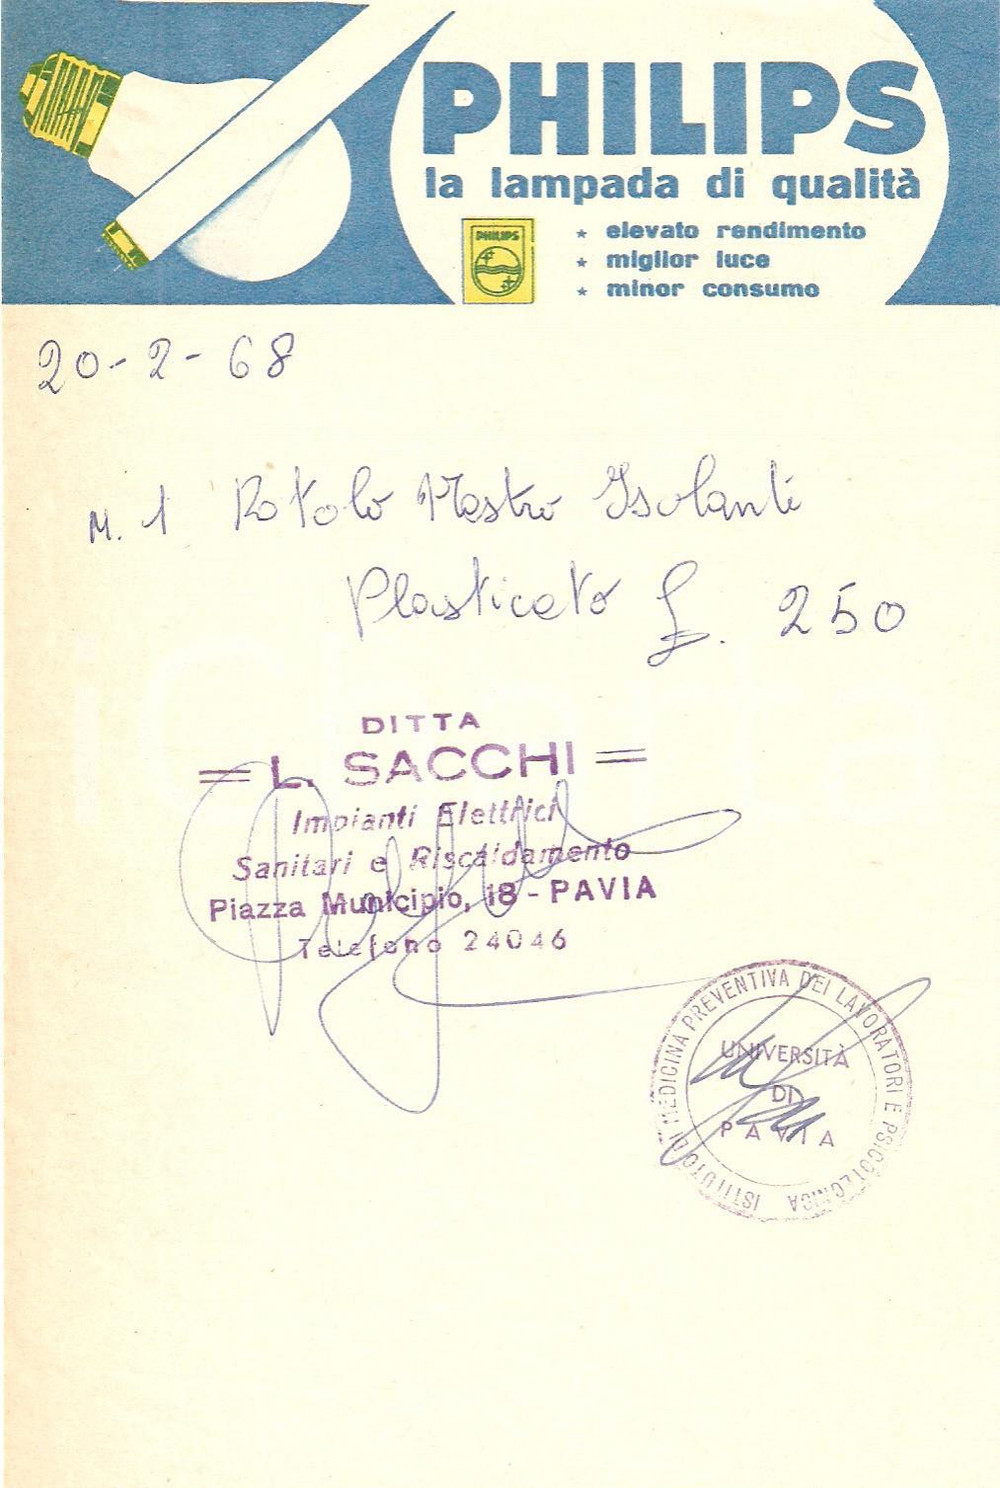 PHILIPS
la lampada di qualità
PHILIPS
★ elevato rendimento
★ miglior luce
★ minor consumo
20-2-68
N. 1 Rotolo Nastro Isolante
Plasticato £. 250
DITTA
= L. SACCHI =
Impianti Elettrici
Sanitari e Riscaldamento
Piazza Municipio, 18 - PAVIA
Telefono 24046
ISTITUTO DI MEDICINA PREVENTIVA DEI LAVORATORI E PSICOTECNICA
UNIVERSITÀ
DI
PAVIA